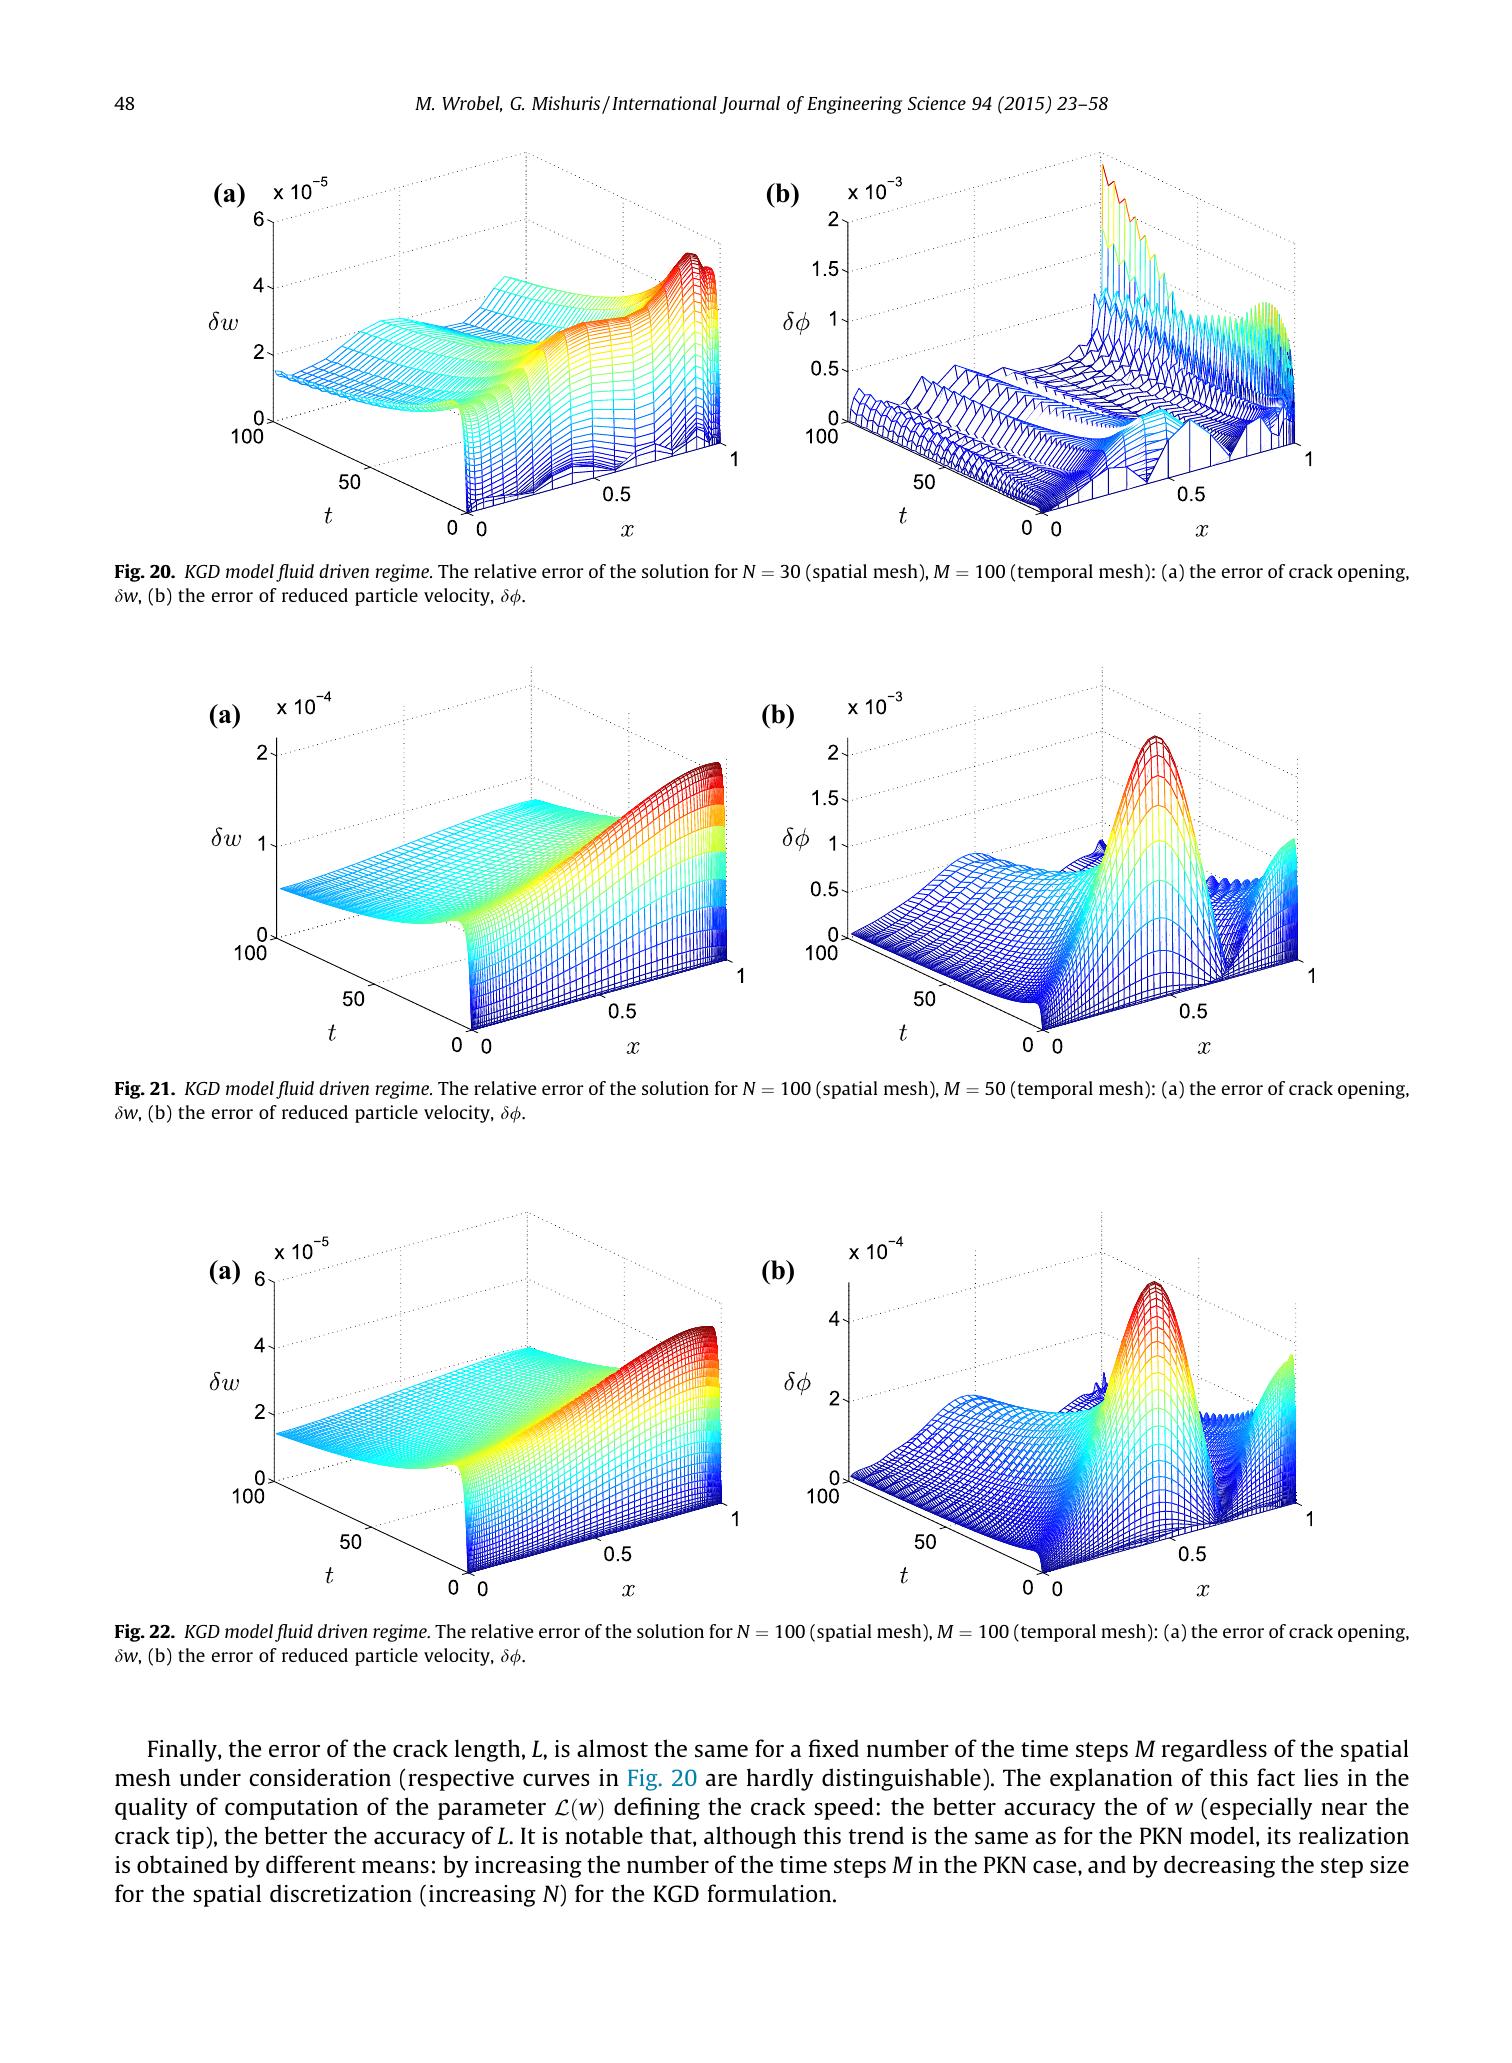 48
M. Wrobel, G. Mishuris / International Journal of Engineering Science 94 (2015) 23–58
(a)
x 10−5
6
4
2
0
δw
100
50
0
t
0
0.5
1
x
(b)
x 10−3
2
1.5
1
0.5
0
δϕ
100
50
0
t
0
0.5
1
x
Fig. 20. KGD model fluid driven regime. The relative error of the solution for N = 30 (spatial mesh), M = 100 (temporal mesh): (a) the error of crack opening,
δw, (b) the error of reduced particle velocity, δϕ.
(a)
x 10−4
2
1
0
δw
100
50
0
t
0
0.5
1
x
(b)
x 10−3
2
1.5
1
0.5
0
δϕ
100
50
0
t
0
0.5
1
x
Fig. 21. KGD model fluid driven regime. The relative error of the solution for N = 100 (spatial mesh), M = 50 (temporal mesh): (a) the error of crack opening,
δw, (b) the error of reduced particle velocity, δϕ.
(a)
x 10−5
6
4
2
0
δw
100
50
0
t
0
0.5
1
x
(b)
x 10−4
4
2
0
δϕ
100
50
0
t
0
0.5
1
x
Fig. 22. KGD model fluid driven regime. The relative error of the solution for N = 100 (spatial mesh), M = 100 (temporal mesh): (a) the error of crack opening,
δw, (b) the error of reduced particle velocity, δϕ.
Finally, the error of the crack length, L, is almost the same for a fixed number of the time steps M regardless of the spatial
mesh under consideration (respective curves in Fig. 20 are hardly distinguishable). The explanation of this fact lies in the
quality of computation of the parameter ℒ(w) defining the crack speed: the better accuracy the of w (especially near the
crack tip), the better the accuracy of L. It is notable that, although this trend is the same as for the PKN model, its realization
is obtained by different means: by increasing the number of the time steps M in the PKN case, and by decreasing the step size
for the spatial discretization (increasing N) for the KGD formulation.